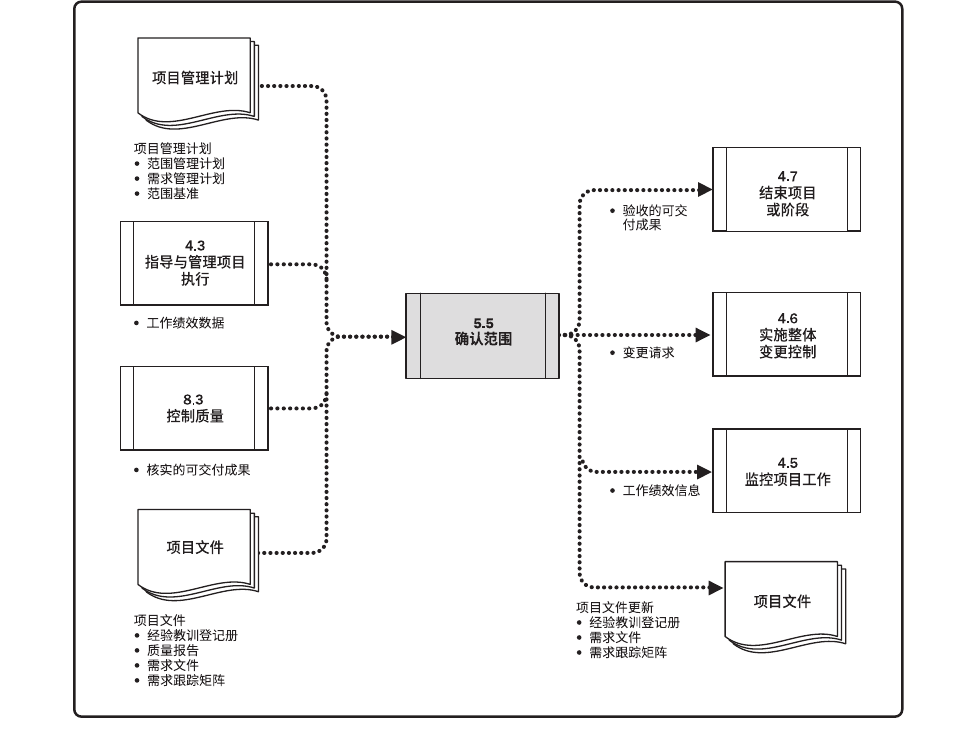 项目管理计划
项目管理计划
• 范围管理计划
• 需求管理计划
• 范围基准
4.3
指导与管理项目
执行
• 工作绩效数据
8.3
控制质量
• 核实的可交付成果
项目文件
项目文件
• 经验教训登记册
• 质量报告
• 需求文件
• 需求跟踪矩阵
5.5
确认范围
4.7
结束项目
或阶段
• 验收的可交
付成果
4.6
实施整体
变更控制
• 变更请求
4.5
监控项目工作
• 工作绩效信息
项目文件
项目文件更新
• 经验教训登记册
• 需求文件
• 需求跟踪矩阵